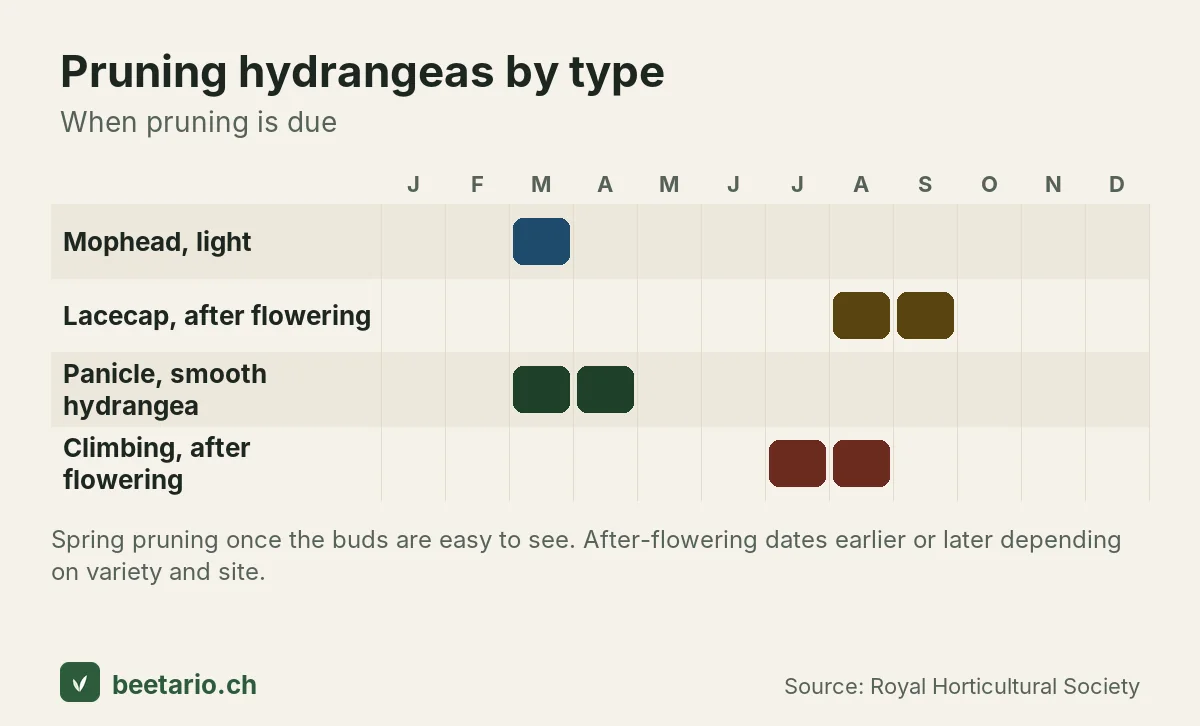 Pruning hydrangeas by type
When pruning is due
J F M A M J J A S O N D
Mophead, light
Lacecap, after flowering
Panicle, smooth
hydrangea
Climbing, after
flowering
Spring pruning once the buds are easy to see. After-flowering dates earlier or later depending
on variety and site.
beetario.ch
Source: Royal Horticultural Society